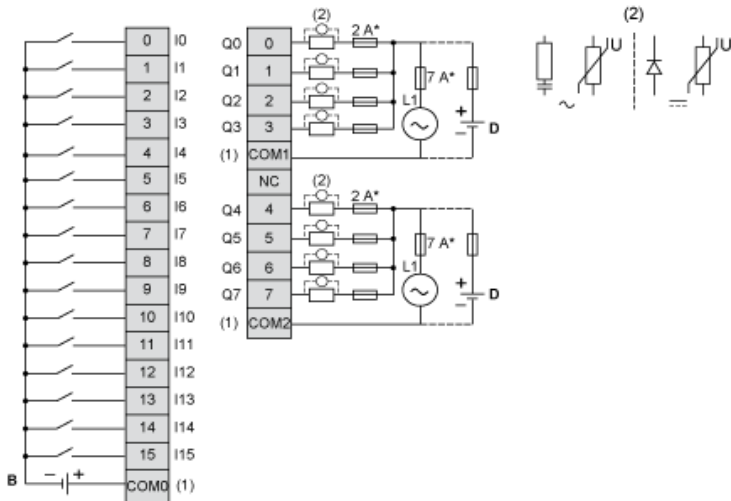 0 I0
1 I1
2 I2
3 I3
4 I4
5 I5
6 I6
7 I7
8 I8
9 I9
10 I10
11 I11
12 I12
13 I13
14 I14
15 I15
B - + COM0 (1)
(2) 2 A*
Q0 0
Q1 1
7 A*
Q2 2
L1
Q3 3
+ - D
(1) COM1
NC
(2) 2 A*
Q4 4
Q5 5
7 A*
Q6 6
L1
Q7 7
+ - D
(1) COM2
(2)
IU IU